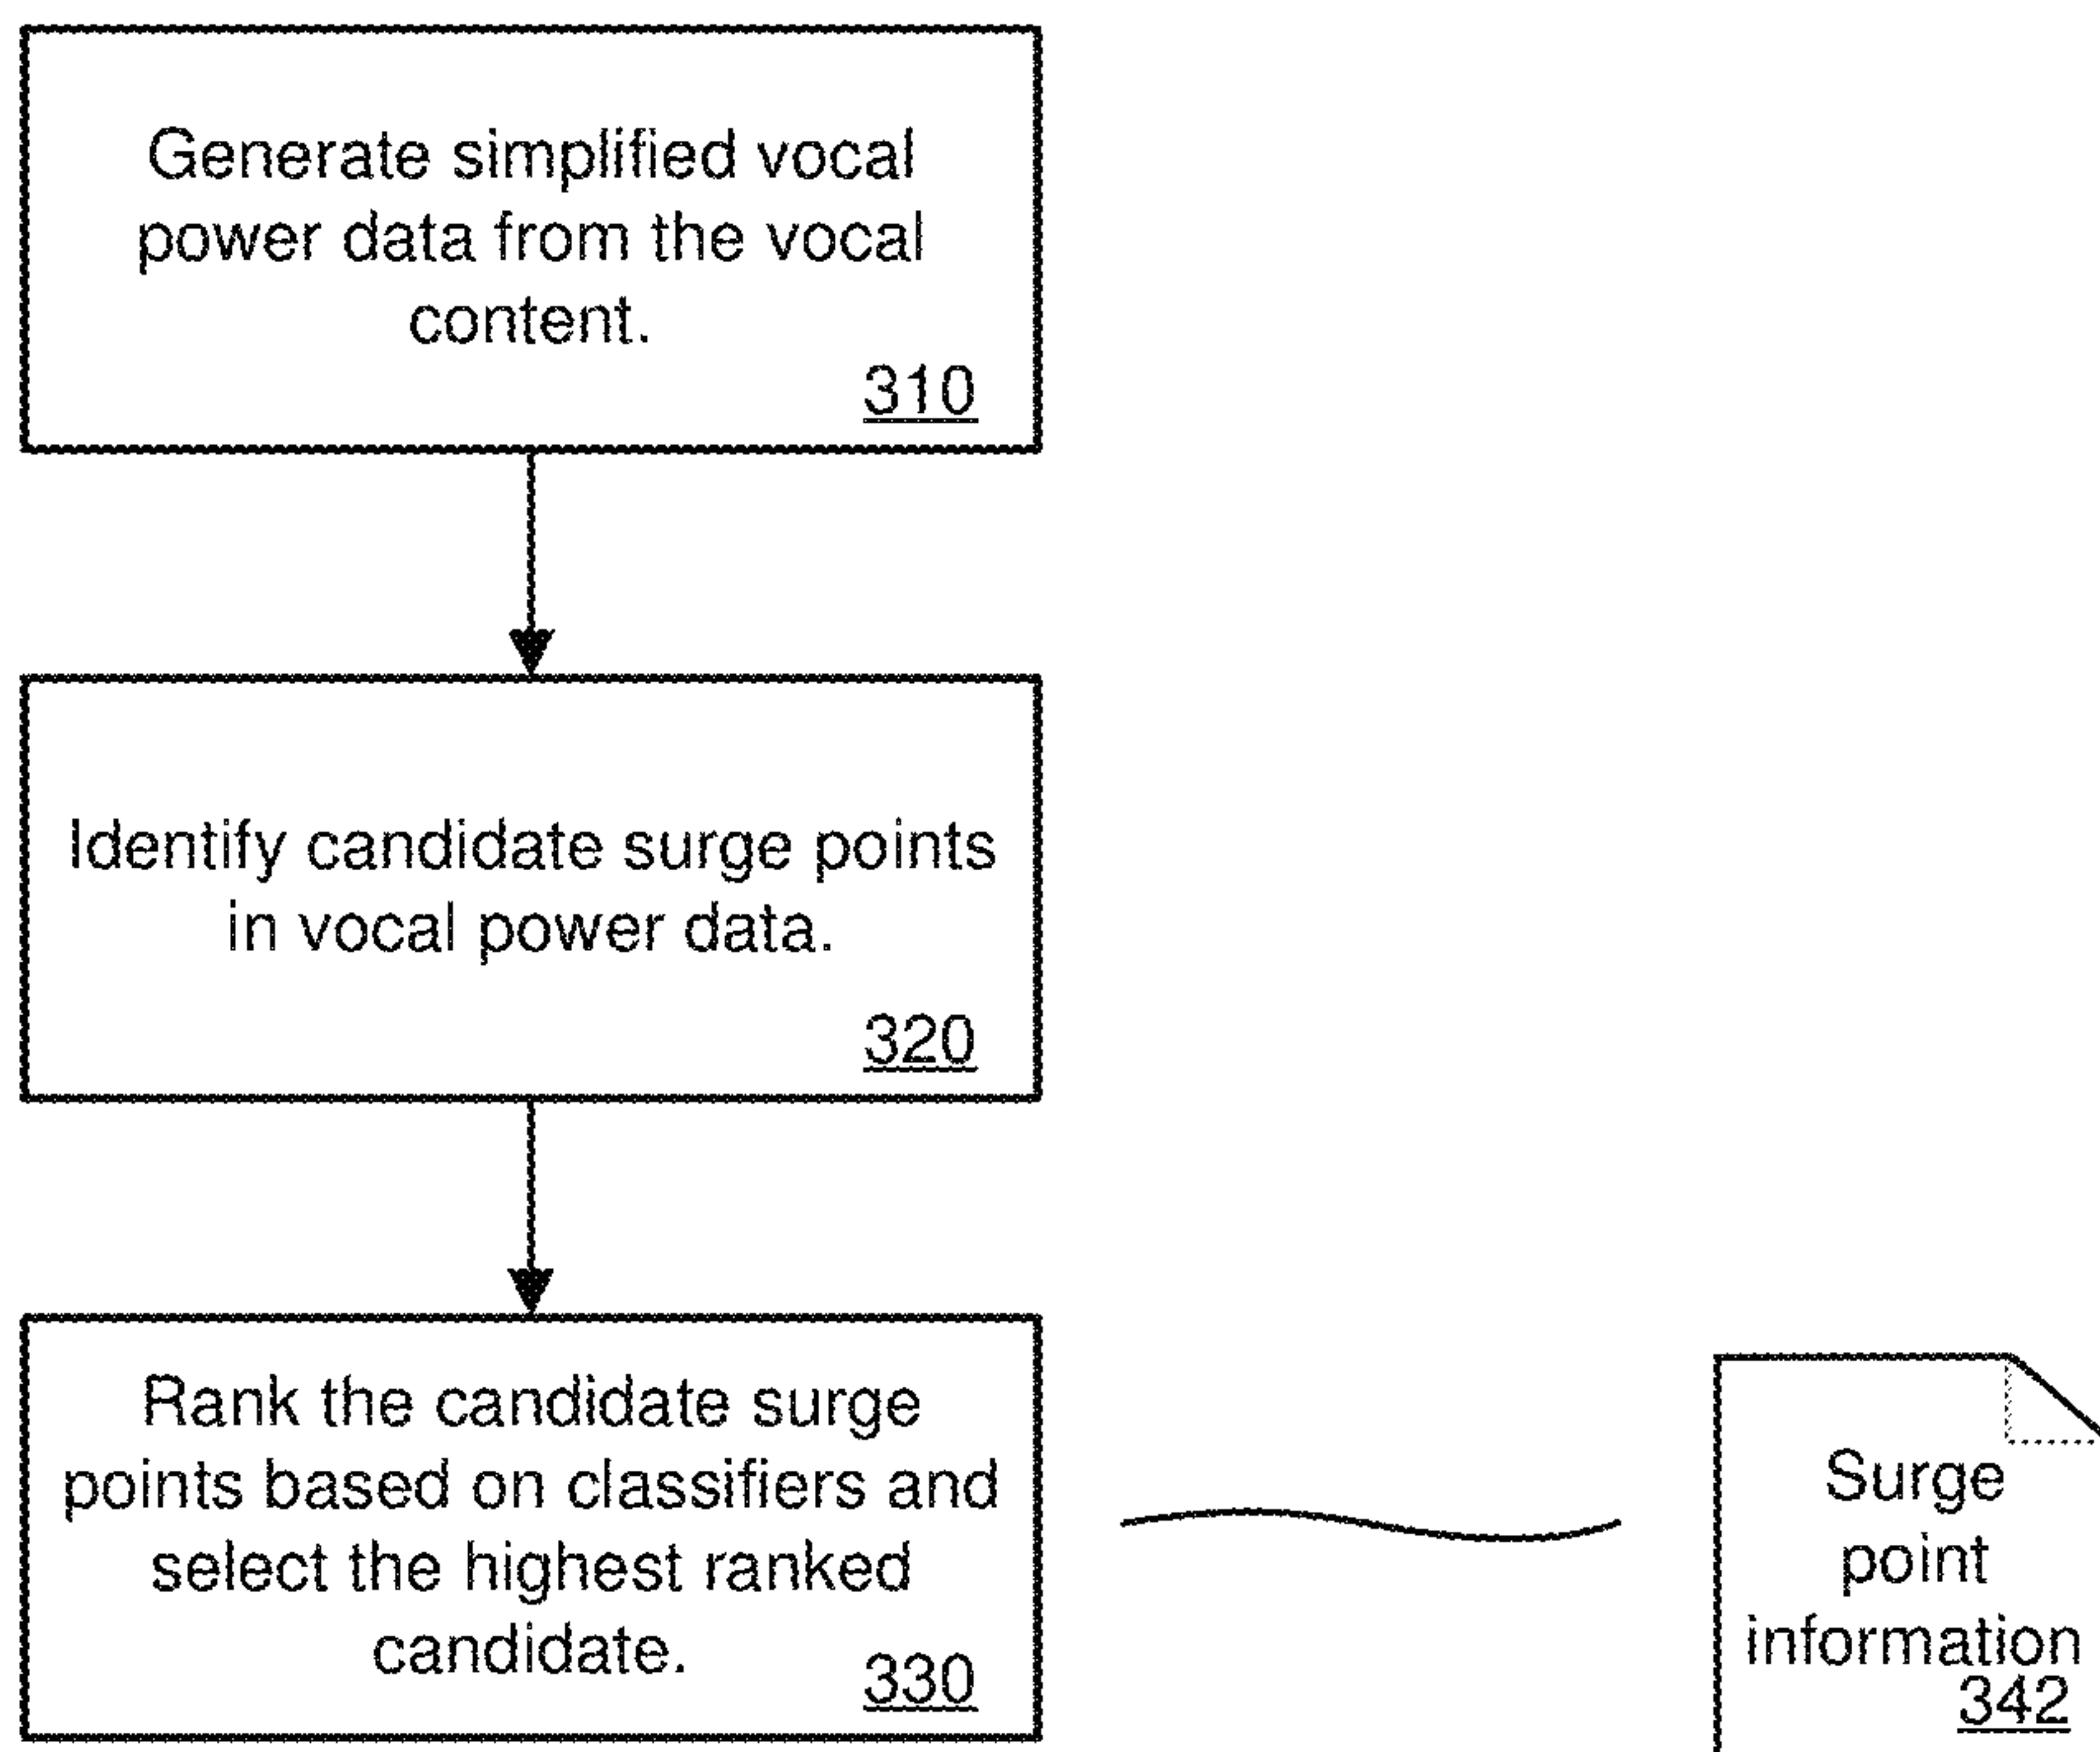 Generate simplified vocal
power data from the vocal
content.
310
Identify candidate surge points
in vocal power data.
320
Rank the candidate surge
points based on classifiers and
select the highest ranked
candidate.
330
Surge
point
information
342